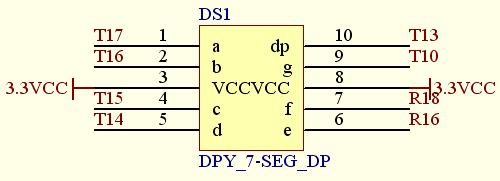 DS1
T17 1 a dp 10 T13
T16 2 b g 9 T10
3.3VCC 3 VCCVCC 8 3.3VCC
T15 4 c f 7 R18
T14 5 d e 6 R16
DPY_7-SEG_DP